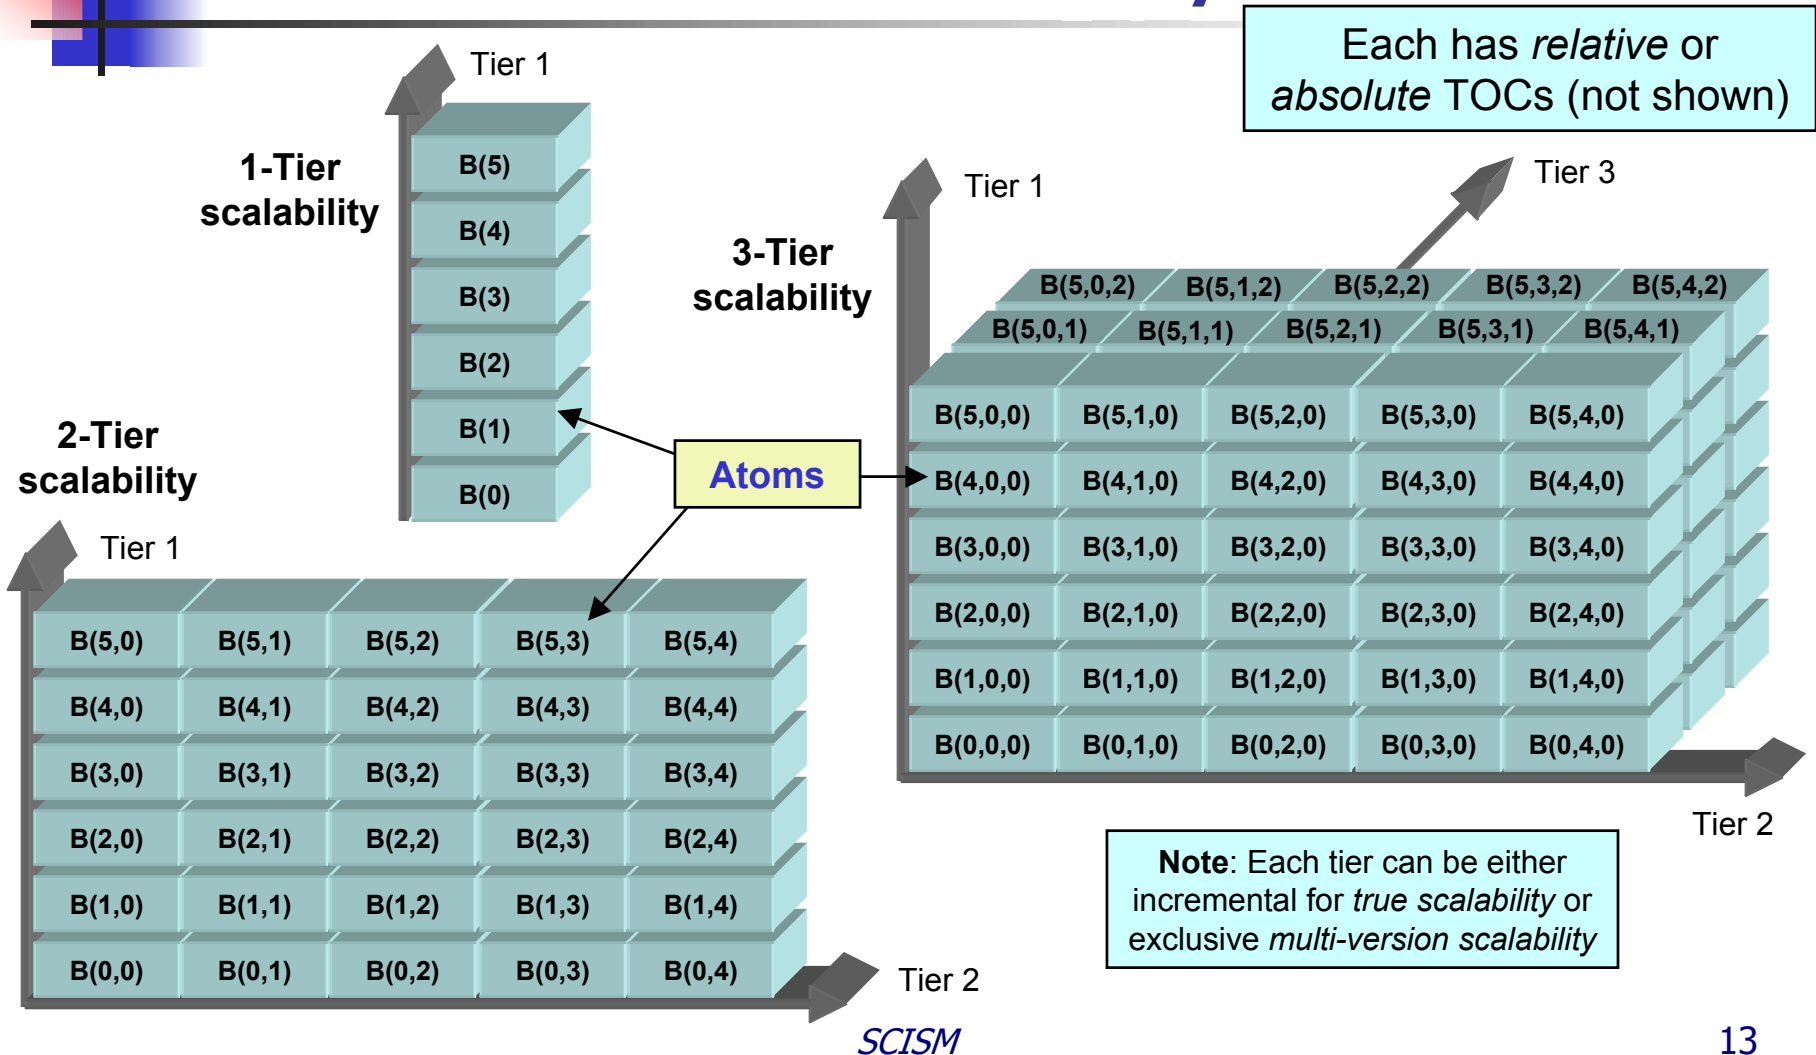 Each has relative or
absolute TOCs (not shown)
Tier 1
1-Tier
scalability
B(5)
B(4)
B(3)
B(2)
B(1)
B(0)
Tier 1
Tier 3
3-Tier
scalability
B(5,0,2) B(5,1,2) B(5,2,2) B(5,3,2) B(5,4,2)
B(5,0,1) B(5,1,1) B(5,2,1) B(5,3,1) B(5,4,1)
B(5,0,0) B(5,1,0) B(5,2,0) B(5,3,0) B(5,4,0)
B(4,0,0) B(4,1,0) B(4,2,0) B(4,3,0) B(4,4,0)
B(3,0,0) B(3,1,0) B(3,2,0) B(3,3,0) B(3,4,0)
B(2,0,0) B(2,1,0) B(2,2,0) B(2,3,0) B(2,4,0)
B(1,0,0) B(1,1,0) B(1,2,0) B(1,3,0) B(1,4,0)
B(0,0,0) B(0,1,0) B(0,2,0) B(0,3,0) B(0,4,0)
Tier 2
Atoms
2-Tier
scalability
Tier 1
B(5,0) B(5,1) B(5,2) B(5,3) B(5,4)
B(4,0) B(4,1) B(4,2) B(4,3) B(4,4)
B(3,0) B(3,1) B(3,2) B(3,3) B(3,4)
B(2,0) B(2,1) B(2,2) B(2,3) B(2,4)
B(1,0) B(1,1) B(1,2) B(1,3) B(1,4)
B(0,0) B(0,1) B(0,2) B(0,3) B(0,4)
Tier 2
Note: Each tier can be either
incremental for true scalability or
exclusive multi-version scalability
SCISM
13